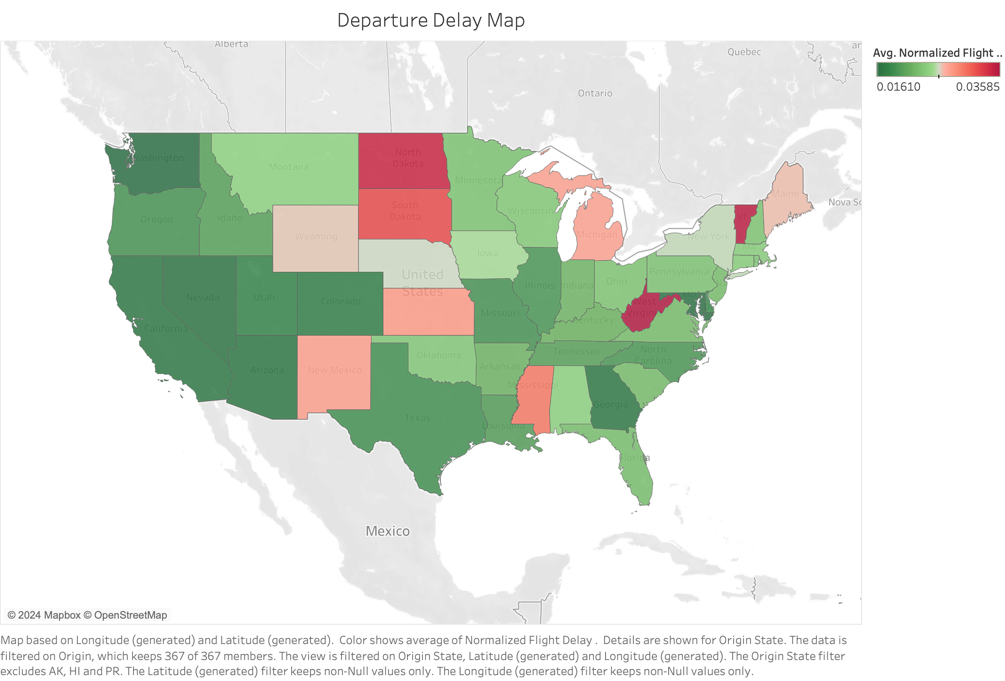 Departure Delay Map
Alberta
Quebec
Ontario
Avg. Normalized Flight ..
0.01610 0.03585
Washington
Montana
North
Dakota
Minnesota
Maine
Nova Sc
Oregon
Idaho
South
Dakota
Wisconsin
Michigan
New York
Wyoming
Iowa
United
States
Pennsylvania
Nevada
Utah
Colorado
Illinois
Indiana
Ohio
California
Missouri
West
Virginia
Kentucky
Arizona
New Mexico
Oklahoma
Arkansas
Tennessee
North
Carolina
Mississippi
Georgia
Texas
Louisiana
Florida
Mexico
© 2024 Mapbox © OpenStreetMap
Map based on Longitude (generated) and Latitude (generated).  Color shows average of Normalized Flight Delay .  Details are shown for Origin State. The data is
filtered on Origin, which keeps 367 of 367 members. The view is filtered on Origin State, Latitude (generated) and Longitude (generated). The Origin State filter
excludes AK, HI and PR. The Latitude (generated) filter keeps non-Null values only. The Longitude (generated) filter keeps non-Null values only.